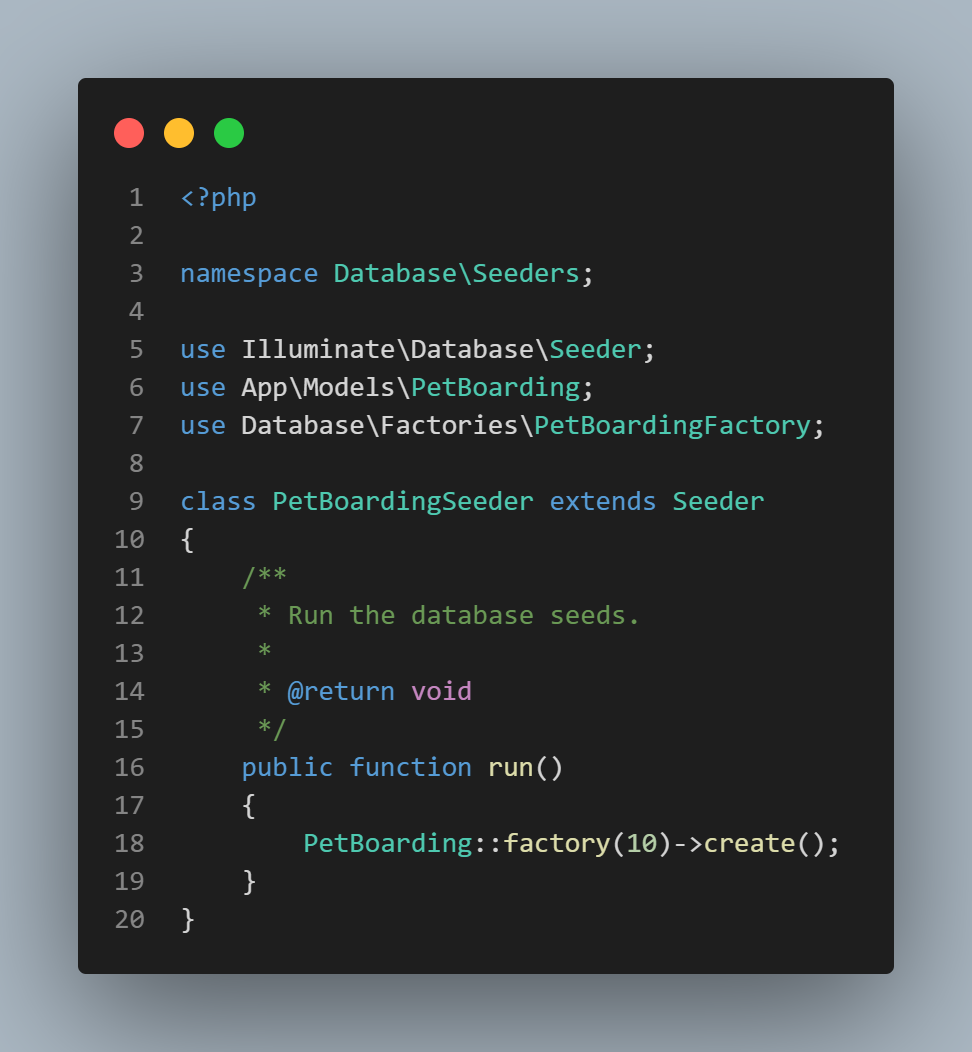 1 <?php
2
3 namespace Database\Seeders;
4
5 use Illuminate\Database\Seeder;
6 use App\Models\PetBoarding;
7 use Database\Factories\PetBoardingFactory;
8
9 class PetBoardingSeeder extends Seeder
10 {
11     /**
12      * Run the database seeds.
13      *
14      * @return void
15      */
16     public function run()
17     {
18         PetBoarding::factory(10)->create();
19     }
20 }